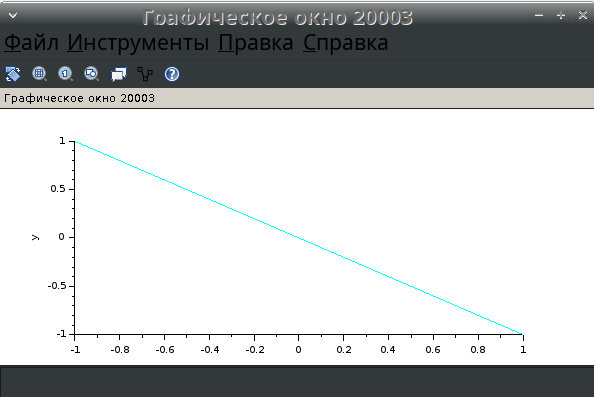 Графическое окно 20003
Файл Инструменты Правка Справка
Графическое окно 20003
1
0.5
y
0
-0.5
-1
-1 -0.8 -0.6 -0.4 -0.2 0 0.2 0.4 0.6 0.8 1